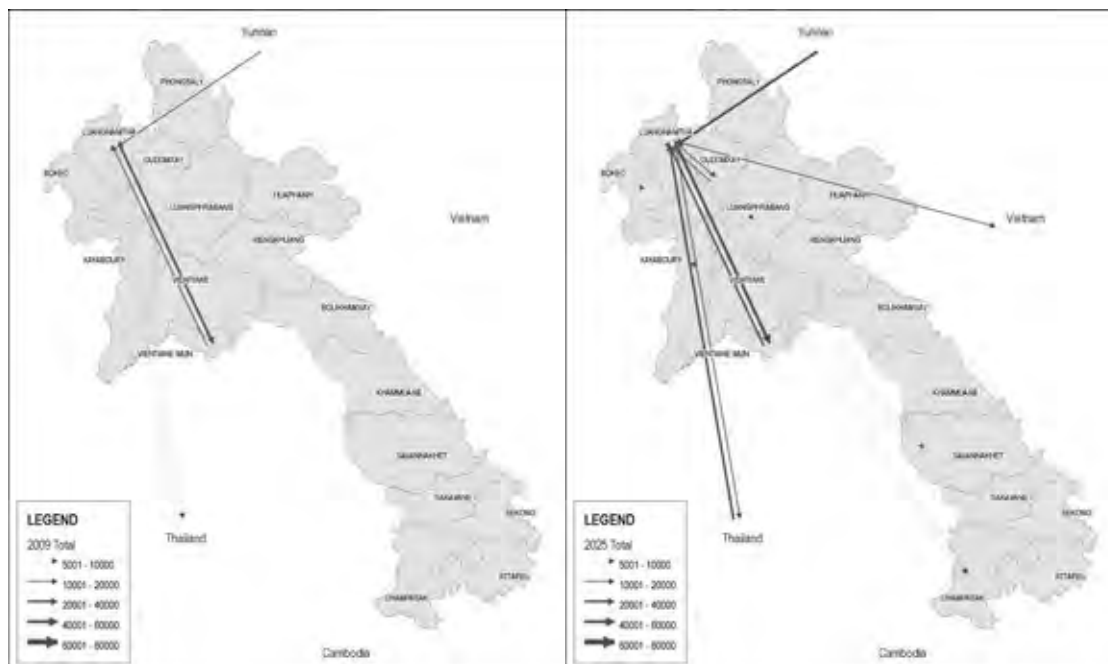 Yunnan
PHONGSALY
LUANGNAMTHA
BOKEO
OUDOMXAY
HUAPHANH
LUANGPHRABANG
Vietnam
XIENGKHUANG
XAYABOURY
VIENTIANE
BOLIKHAMXAY
VIENTIANE MUN
KHAMMUANE
SAVANNAKHET
SARAVANE
SEKONG
ATTAPEU
CHAMPASAK
Thailand
Cambodia
LEGEND
2009 Total
5001 - 10000
10001 - 20000
20001 - 40000
40001 - 60000
60001 - 80000
Yunnan
PHONGSALY
LUANGNAMTHA
BOKEO
OUDOMXAY
HUAPHANH
LUANGPHRABANG
Vietnam
XIENGKHUANG
XAYABOURY
VIENTIANE
BOLIKHAMXAY
VIENTIANE MUN
KHAMMUANE
SAVANNAKHET
SARAVANE
SEKONG
ATTAPEU
CHAMPASAK
Thailand
Cambodia
LEGEND
2025 Total
5001 - 10000
10001 - 20000
20001 - 40000
40001 - 60000
60001 - 80000